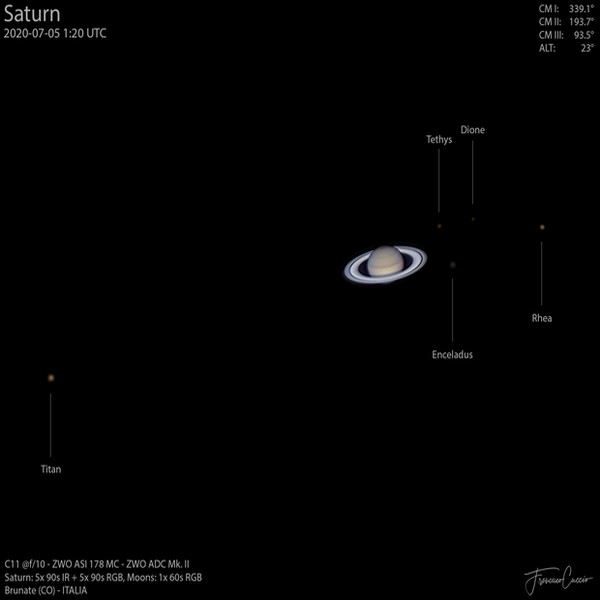 Saturn
2020-07-05 1:20 UTC
CM I: 339.1°
CM II: 193.7°
CM III: 93.5°
ALT: 23°
Dione
Tethys
Rhea
Enceladus
Titan
C11 @f/10 - ZWO ASI 178 MC - ZWO ADC Mk. II
Saturn: 5x 90s IR + 5x 90s RGB, Moons: 1x 60s RGB
Brunate (CO) - ITALIA